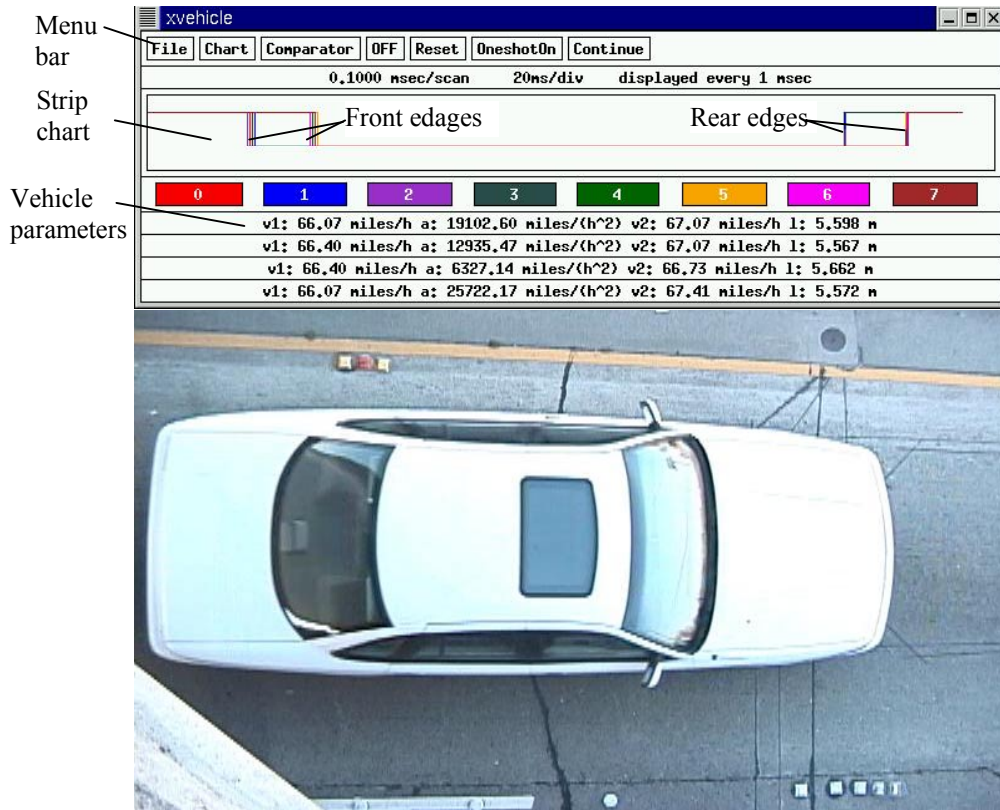 Menu bar
Strip chart
Front edages
Rear edges
Vehicle parameters
xvehicle
File Chart Comparator OFF Reset OneshotOn Continue
0.1000 msec/scan 20ms/div displayed every 1 msec
0 1 2 3 4 5 6 7
v1: 66.07 miles/h a: 19102.60 miles/(h^2) v2: 67.07 miles/h l: 5.598 m
v1: 66.40 miles/h a: 12935.47 miles/(h^2) v2: 67.07 miles/h l: 5.567 m
v1: 66.40 miles/h a: 6327.14 miles/(h^2) v2: 66.73 miles/h l: 5.662 m
v1: 66.07 miles/h a: 25722.17 miles/(h^2) v2: 67.41 miles/h l: 5.572 m